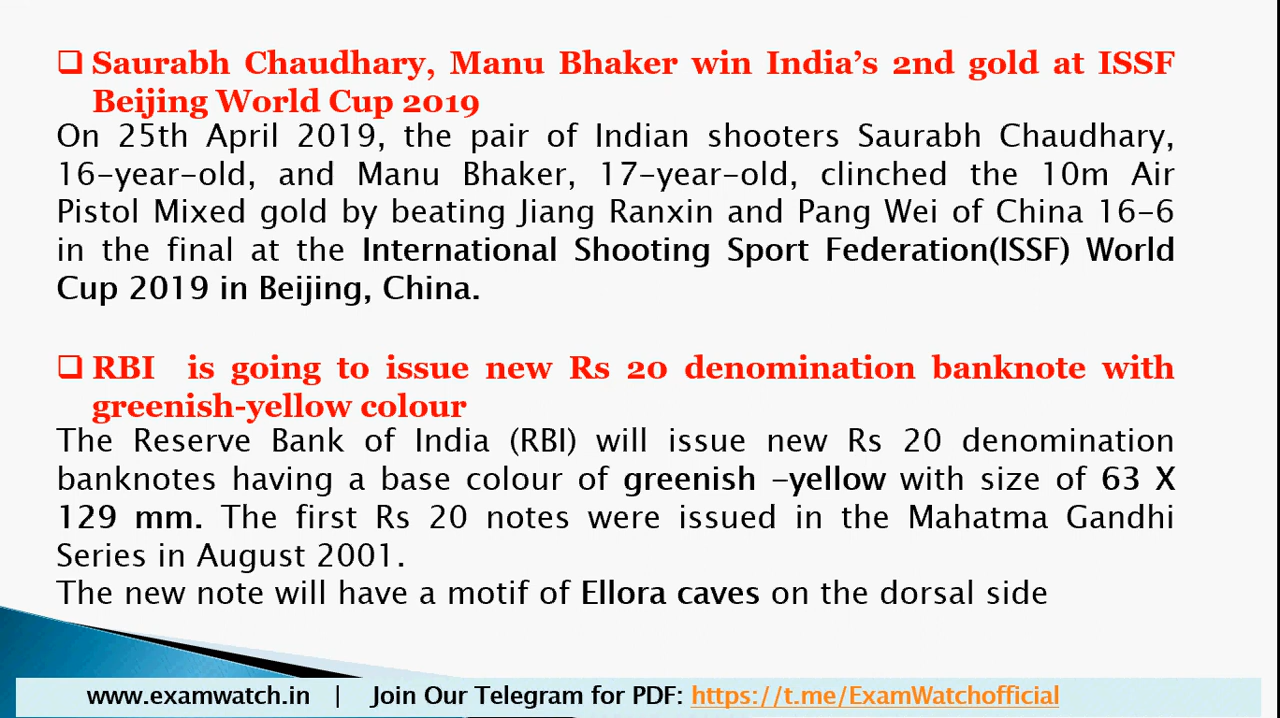 ❑ Saurabh Chaudhary, Manu Bhaker win India’s 2nd gold at ISSF
Beijing World Cup 2019
On 25th April 2019, the pair of Indian shooters Saurabh Chaudhary,
16-year-old, and Manu Bhaker, 17-year-old, clinched the 10m Air
Pistol Mixed gold by beating Jiang Ranxin and Pang Wei of China 16-6
in the final at the International Shooting Sport Federation(ISSF) World
Cup 2019 in Beijing, China.
❑ RBI is going to issue new Rs 20 denomination banknote with
greenish-yellow colour
The Reserve Bank of India (RBI) will issue new Rs 20 denomination
banknotes having a base colour of greenish -yellow with size of 63 X
129 mm. The first Rs 20 notes were issued in the Mahatma Gandhi
Series in August 2001.
The new note will have a motif of Ellora caves on the dorsal side
www.examwatch.in | Join Our Telegram for PDF: https://t.me/ExamWatchofficial